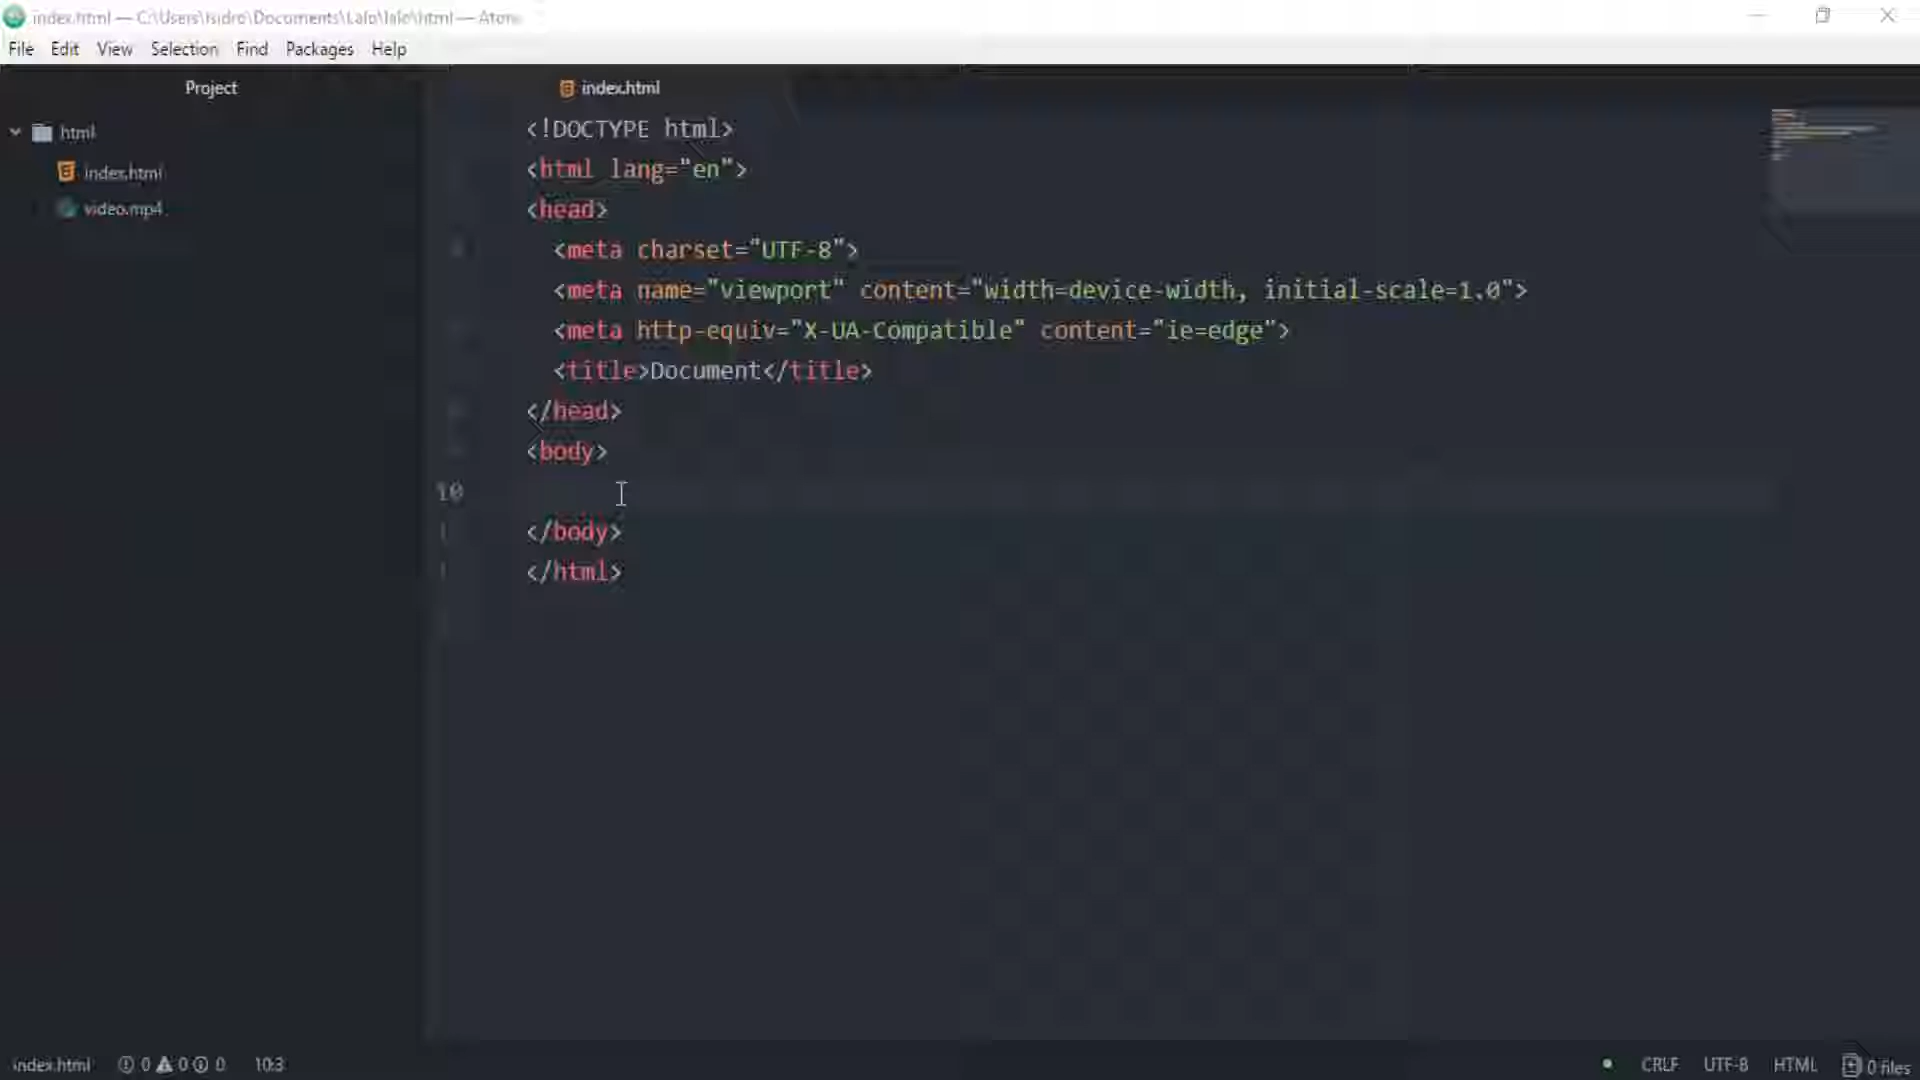 index.html — C:\Users\Isidro\Documents\Lalo\lalo\html — Atom
File Edit View Selection Find Packages Help
Project
index.html
html
index.html
video.mp4
<!DOCTYPE html>
<html lang="en">
<head>
<meta charset="UTF-8">
<meta name="viewport" content="width=device-width, initial-scale=1.0">
<meta http-equiv="X-UA-Compatible" content="ie=edge">
<title>Document</title>
</head>
<body>
10
</body>
</html>
index.html 0 0 0 10:3
CRLF UTF-8 HTML 0 files